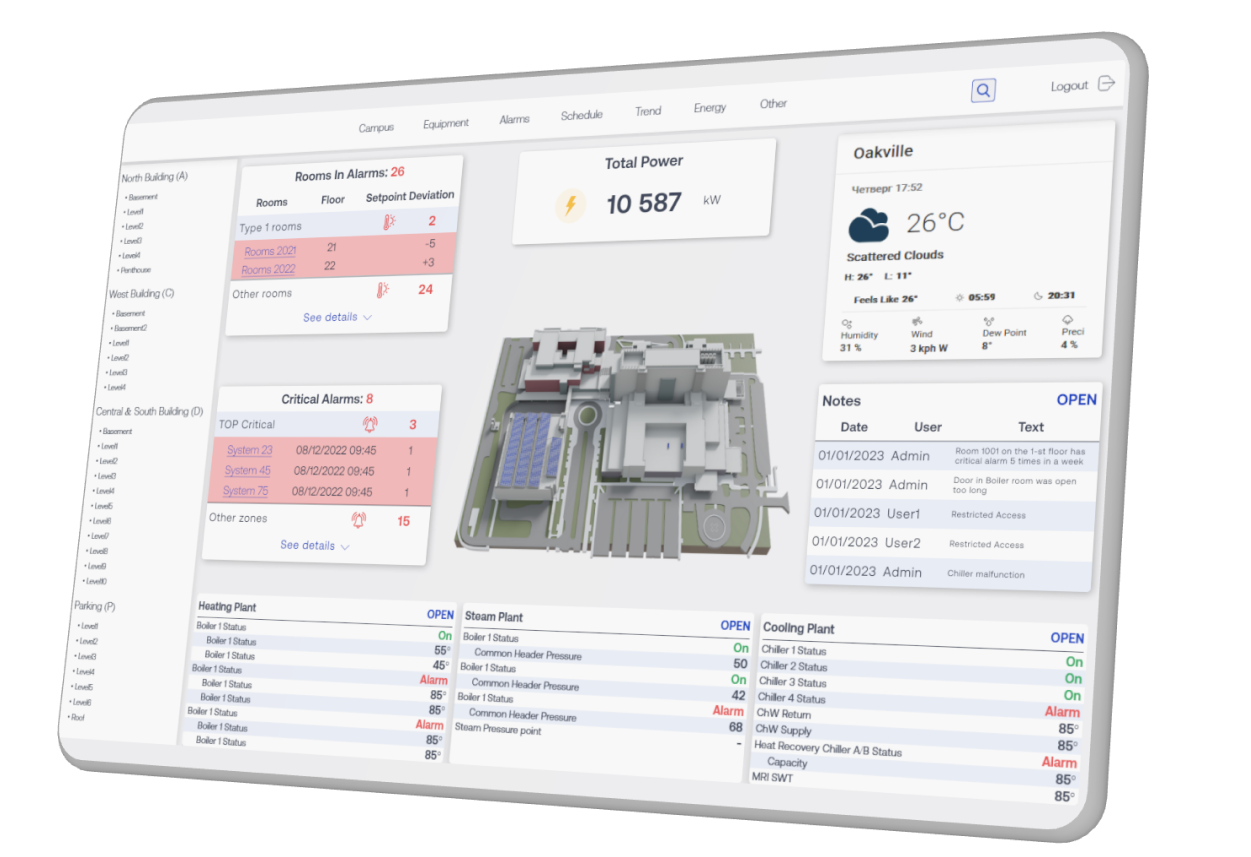 Campus Equipment Alarms Schedule Trend Energy Other Logout
North Building (A)
• Basement
• Level1
• Level2
• Level3
• Level4
• Penthouse
West Building (C)
• Basement
• Basement2
• Level1
• Level2
• Level3
• Level4
Central & South Building (D)
• Basement
• Level1
• Level2
• Level3
• Level4
• Level5
• Level6
• Level7
• Level8
• Level9
• Level10
Parking (P)
• Level1
• Level2
• Level3
• Level4
• Level5
• Level6
• Roof
Rooms In Alarms: 26
Rooms Floor Setpoint Deviation
Type 1 rooms 2
Rooms 2021 21 -5
Rooms 2022 22 +3
Other rooms 24
See details
Critical Alarms: 8
TOP Critical 3
System 23 08/12/2022 09:45 1
System 45 08/12/2022 09:45 1
System 75 08/12/2022 09:45 1
Other zones 15
See details
Total Power
10 587 kW
Oakville
Четверг 17:52
26°C
Scattered Clouds
H: 26° L: 11°
Feels Like 26° 05:59 20:31
Humidity Wind Dew Point Preci
31 % 3 kph W 8° 4 %
Notes OPEN
Date User Text
01/01/2023 Admin Room 1001 on the 1-st floor has
critical alarm 5 times in a week
01/01/2023 Admin Door in Boiler room was open
too long
01/01/2023 User1 Restricted Access
01/01/2023 User2 Restricted Access
01/01/2023 Admin Chiller malfunction
Heating Plant OPEN
Boiler 1 Status On
Boiler 1 Status 55°
Boiler 1 Status 45°
Boiler 1 Status Alarm
Boiler 1 Status 85°
Boiler 1 Status 85°
Boiler 1 Status Alarm
Boiler 1 Status 85°
Boiler 1 Status 85°
Steam Plant OPEN
Boiler 1 Status On
Common Header Pressure 50
Boiler 1 Status On
Common Header Pressure 42
Boiler 1 Status Alarm
Common Header Pressure 68
Steam Pressure point -
Cooling Plant OPEN
Chiller 1 Status On
Chiller 2 Status On
Chiller 3 Status On
Chiller 4 Status Alarm
ChW Return 85°
ChW Supply 85°
Heat Recovery Chiller A/B Status Alarm
Capacity 85°
MRI SWT 85°